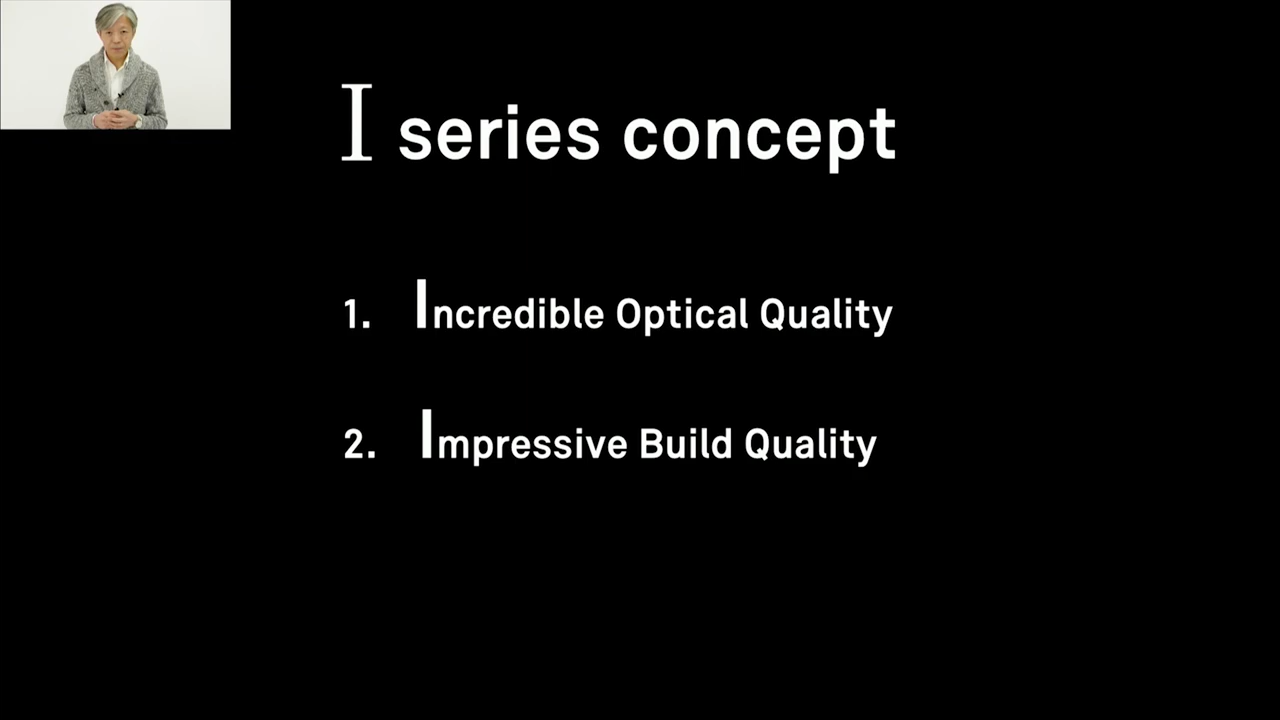 I series concept
1. Incredible Optical Quality
2. Impressive Build Quality